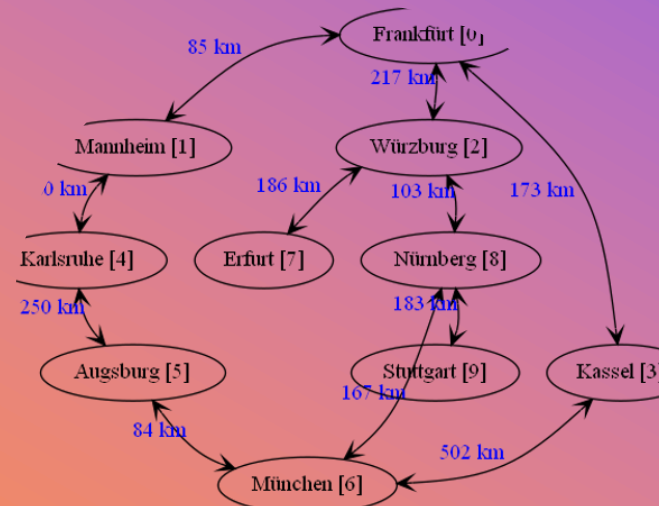 Frankfürt [0]
85 km
217 km
Mannheim [1]
Würzburg [2]
0 km
186 km
103 km
173 km
Karlsruhe [4]
Erfurt [7]
Nürnberg [8]
250 km
183 km
Augsburg [5]
Stuttgart [9]
Kassel [3]
167 km
84 km
502 km
München [6]